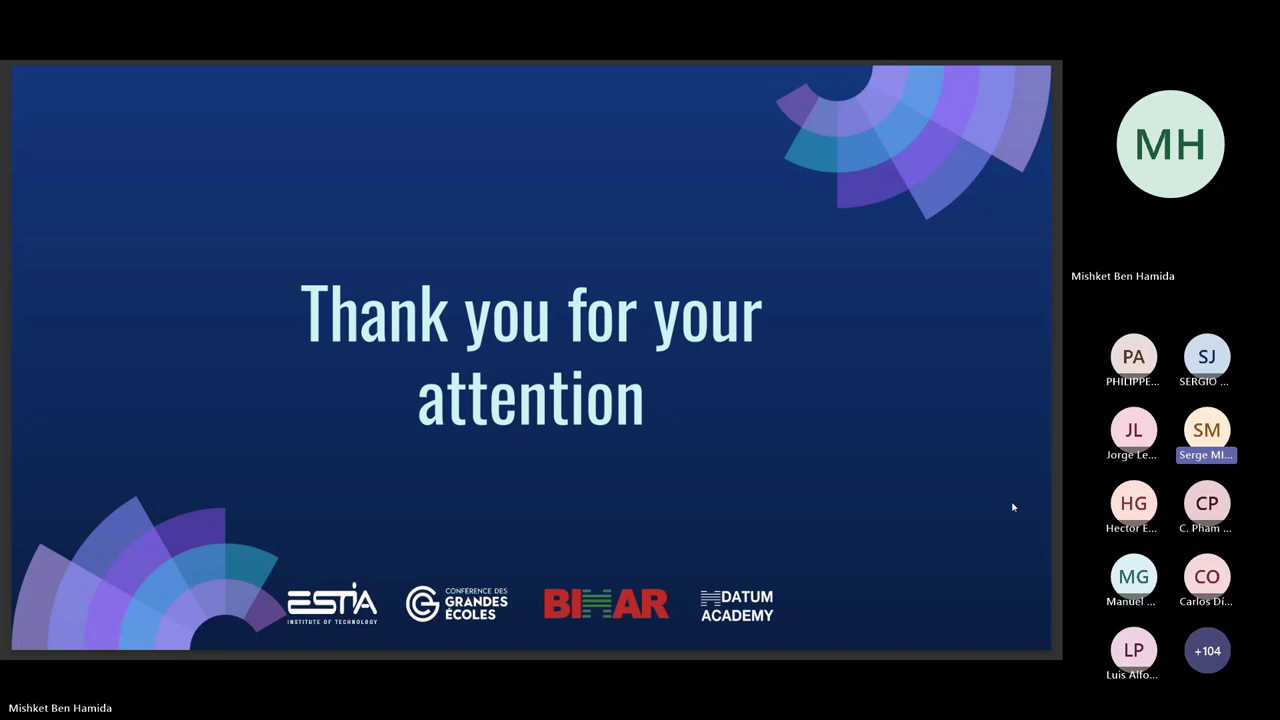 Thank you for your
attention
ESTIA
INSTITUTE OF TECHNOLOGY
CONFÉRENCE DES
GRANDES
ÉCOLES
BIHAR
DATUM
ACADEMY
MH
Mishket Ben Hamida
PA
SJ
PHILIPPE...
SERGIO ...
JL
SM
Jorge Le...
Serge MI...
HG
CP
Hector E...
C. Pham ...
MG
CO
Manuel ...
Carlos Di...
LP
+104
Luis Alfo...
Mishket Ben Hamida